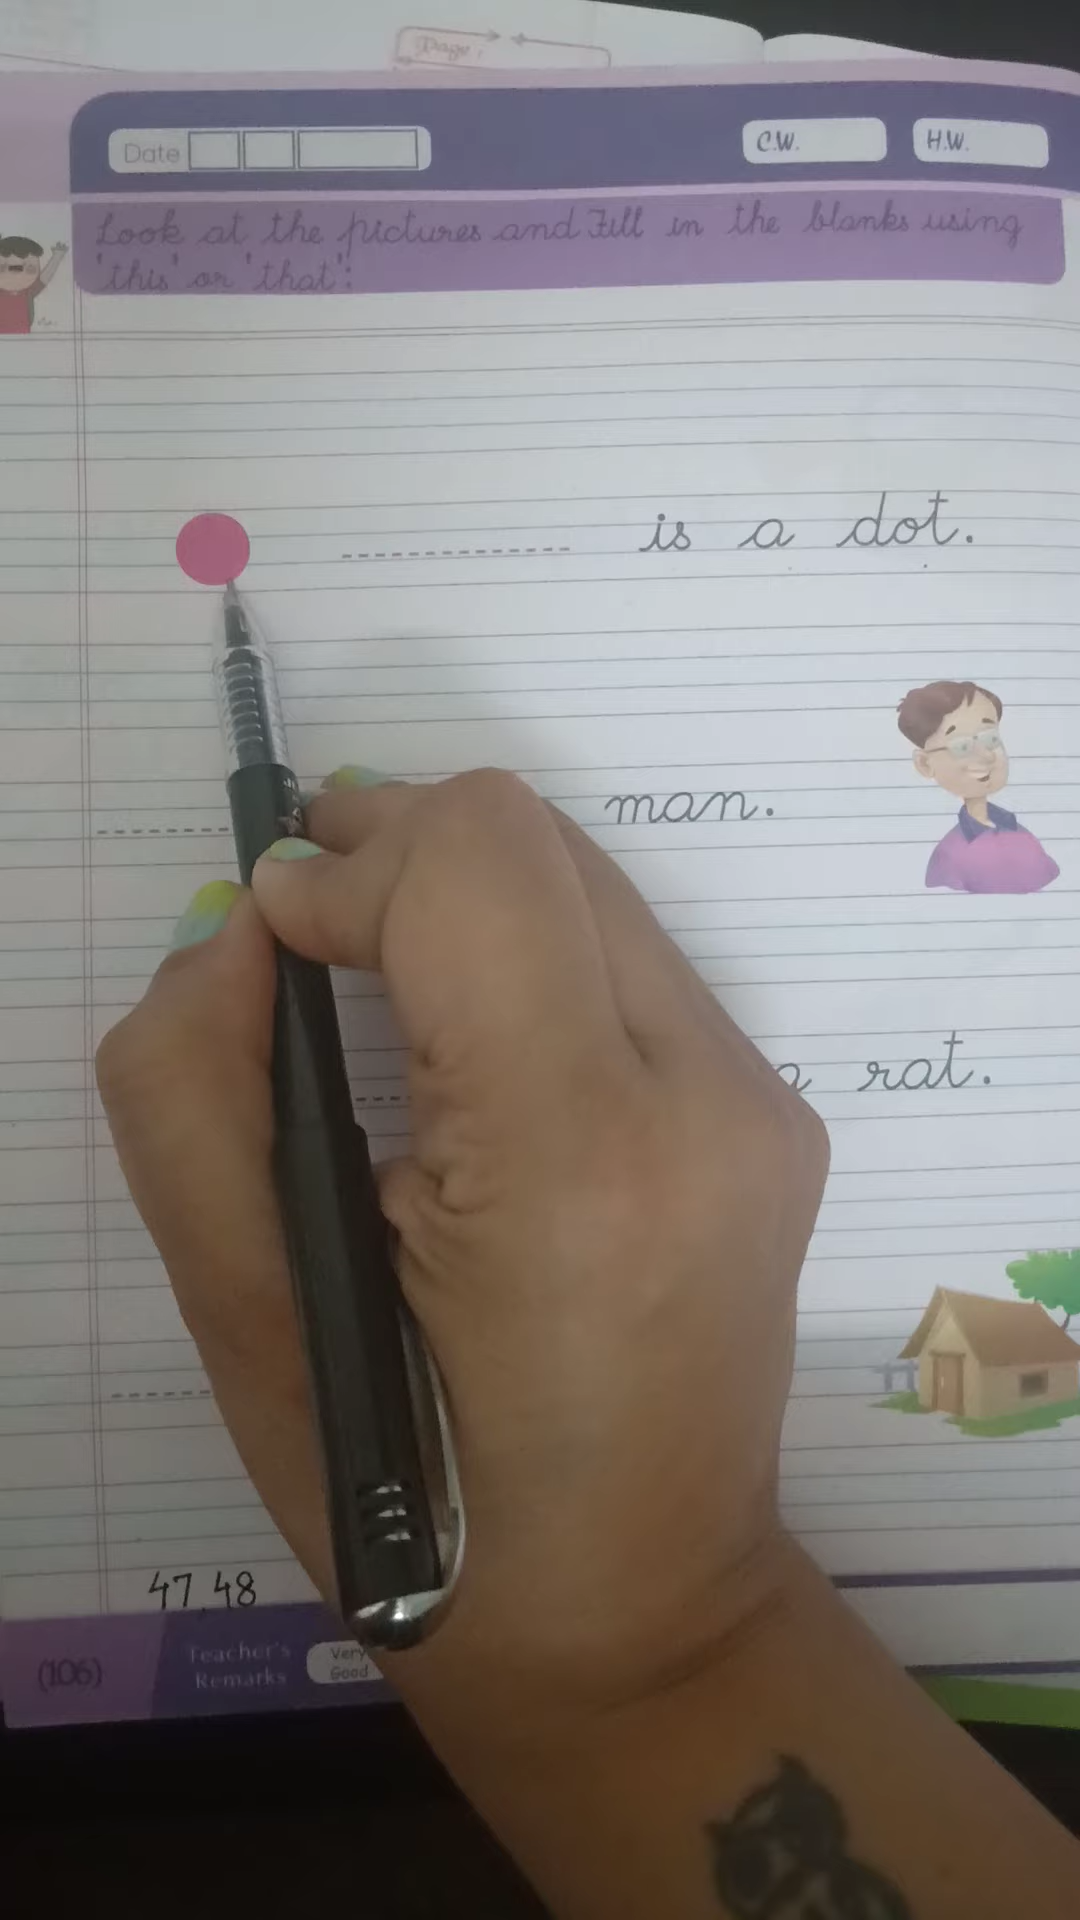 Page:
Date
C.W.
H.W.
Look at the pictures and Fill in the blanks using
'this' or 'that':
is a dot.
man.
a rat.
47,48
(106)
Teacher's
Remarks
Very
Good